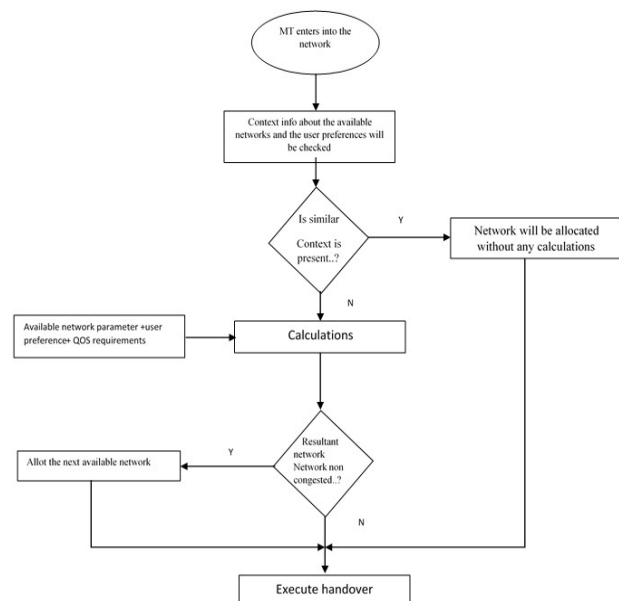 MT enters into the
network
Context info about the available
networks and the user preferences will
be checked
Is similar
Context is
present..?
Y
Network will be allocated
without any calculations
N
Available network parameter +user
preference+ QOS requirements
Calculations
Resultant
network
Network non
congested..?
Y
Allot the next available network
N
Execute handover